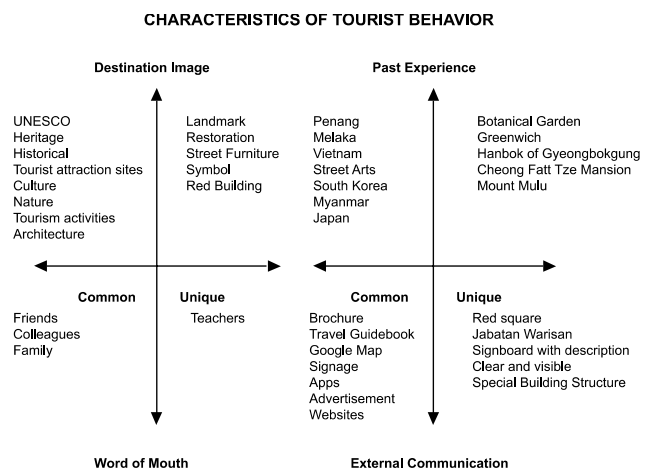 CHARACTERISTICS OF TOURIST BEHAVIOR
Destination Image
UNESCO
Heritage
Historical
Tourist attraction sites
Culture
Nature
Tourism activities
Architecture
Landmark
Restoration
Street Furniture
Symbol
Red Building
Common
Unique
Friends
Colleagues
Family
Teachers
Word of Mouth
Past Experience
Penang
Melaka
Vietnam
Street Arts
South Korea
Myanmar
Japan
Botanical Garden
Greenwich
Hanbok of Gyeongbokgung
Cheong Fatt Tze Mansion
Mount Mulu
Common
Unique
Brochure
Travel Guidebook
Google Map
Signage
Apps
Advertisement
Websites
Red square
Jabatan Warisan
Signboard with description
Clear and visible
Special Building Structure
External Communication